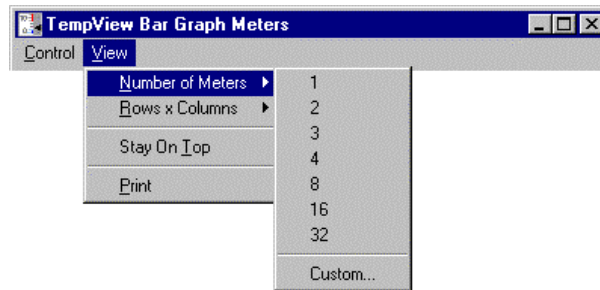 TempView Bar Graph Meters
Control View
Number of Meters
Rows x Columns
Stay On Top
Print
1
2
3
4
8
16
32
Custom...